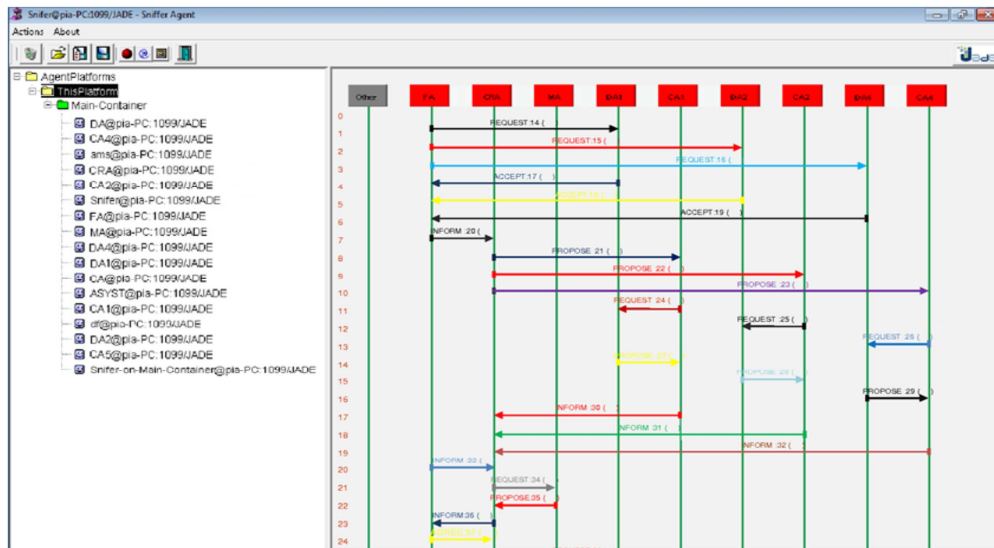 Snifer@pia-PC:1099/JADE - Sniffer Agent
Actions About
AgentPlatforms
ThisPlatform
Main-Container
DA@pia-PC:1099/JADE
CA4@pia-PC:1099/JADE
ams@pia-PC:1099/JADE
CRA@pia-PC:1099/JADE
CA2@pia-PC:1099/JADE
Snifer@pia-PC:1099/JADE
FA@pia-PC:1099/JADE
MA@pia-PC:1099/JADE
DA4@pia-PC:1099/JADE
DA1@pia-PC:1099/JADE
CA@pia-PC:1099/JADE
ASYST@pia-PC:1099/JADE
CA1@pia-PC:1099/JADE
df@pia-PC:1099/JADE
DA2@pia-PC:1099/JADE
CA5@pia-PC:1099/JADE
Snifer-on-Main-Container@pia-PC:1099/JADE
Jade
Other FA CRA MA DA1 CA1 DA2 CA2 DA4 CA4
0
REQUEST:14 ( )
1
REQUEST:15 ( )
2
REQUEST:16 ( )
3
ACCEPT:17 ( )
4
5
ACCEPT:19 ( )
6
INFORM :20 (
7
PROPOSE :21 ( )
8
PROPOSE :22 ( )
9
PROPOSE :23 ( )
10
REQUEST :24 ( )
11
REQUEST :25 ( )
12
REQUEST :26 ( )
13
14
15
PROPOSE :29 ( )
16
INFORM :30 ( )
17
INFORM :31 ( )
18
INFORM :32 ( )
19
INFORM :33 (
20
REQUEST:34 ( )
21
PROPOSE:35 ( )
22
INFORM:36 ( )
23
24